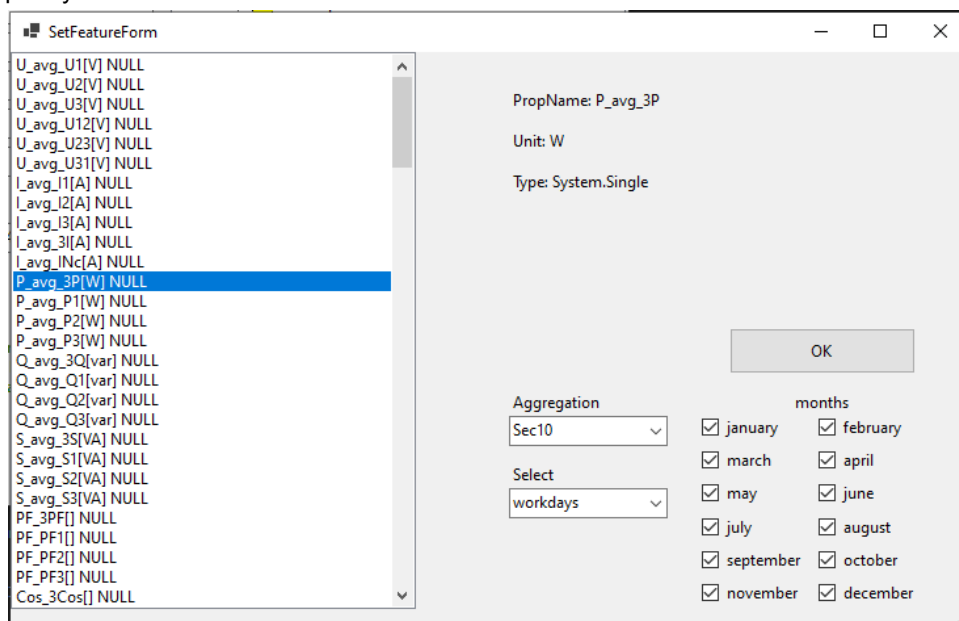 SetFeatureForm
U_avg_U1[V] NULL
U_avg_U2[V] NULL
U_avg_U3[V] NULL
U_avg_U12[V] NULL
U_avg_U23[V] NULL
U_avg_U31[V] NULL
I_avg_I1[A] NULL
I_avg_I2[A] NULL
I_avg_I3[A] NULL
I_avg_3I[A] NULL
I_avg_INc[A] NULL
P_avg_3P[W] NULL
P_avg_P1[W] NULL
P_avg_P2[W] NULL
P_avg_P3[W] NULL
Q_avg_3Q[var] NULL
Q_avg_Q1[var] NULL
Q_avg_Q2[var] NULL
Q_avg_Q3[var] NULL
S_avg_3S[VA] NULL
S_avg_S1[VA] NULL
S_avg_S2[VA] NULL
S_avg_S3[VA] NULL
PF_3PF[] NULL
PF_PF1[] NULL
PF_PF2[] NULL
PF_PF3[] NULL
Cos_3Cos[] NULL
PropName: P_avg_3P
Unit: W
Type: System.Single
OK
Aggregation
Sec10
Select
workdays
months
january february
march april
may june
july august
september october
november december